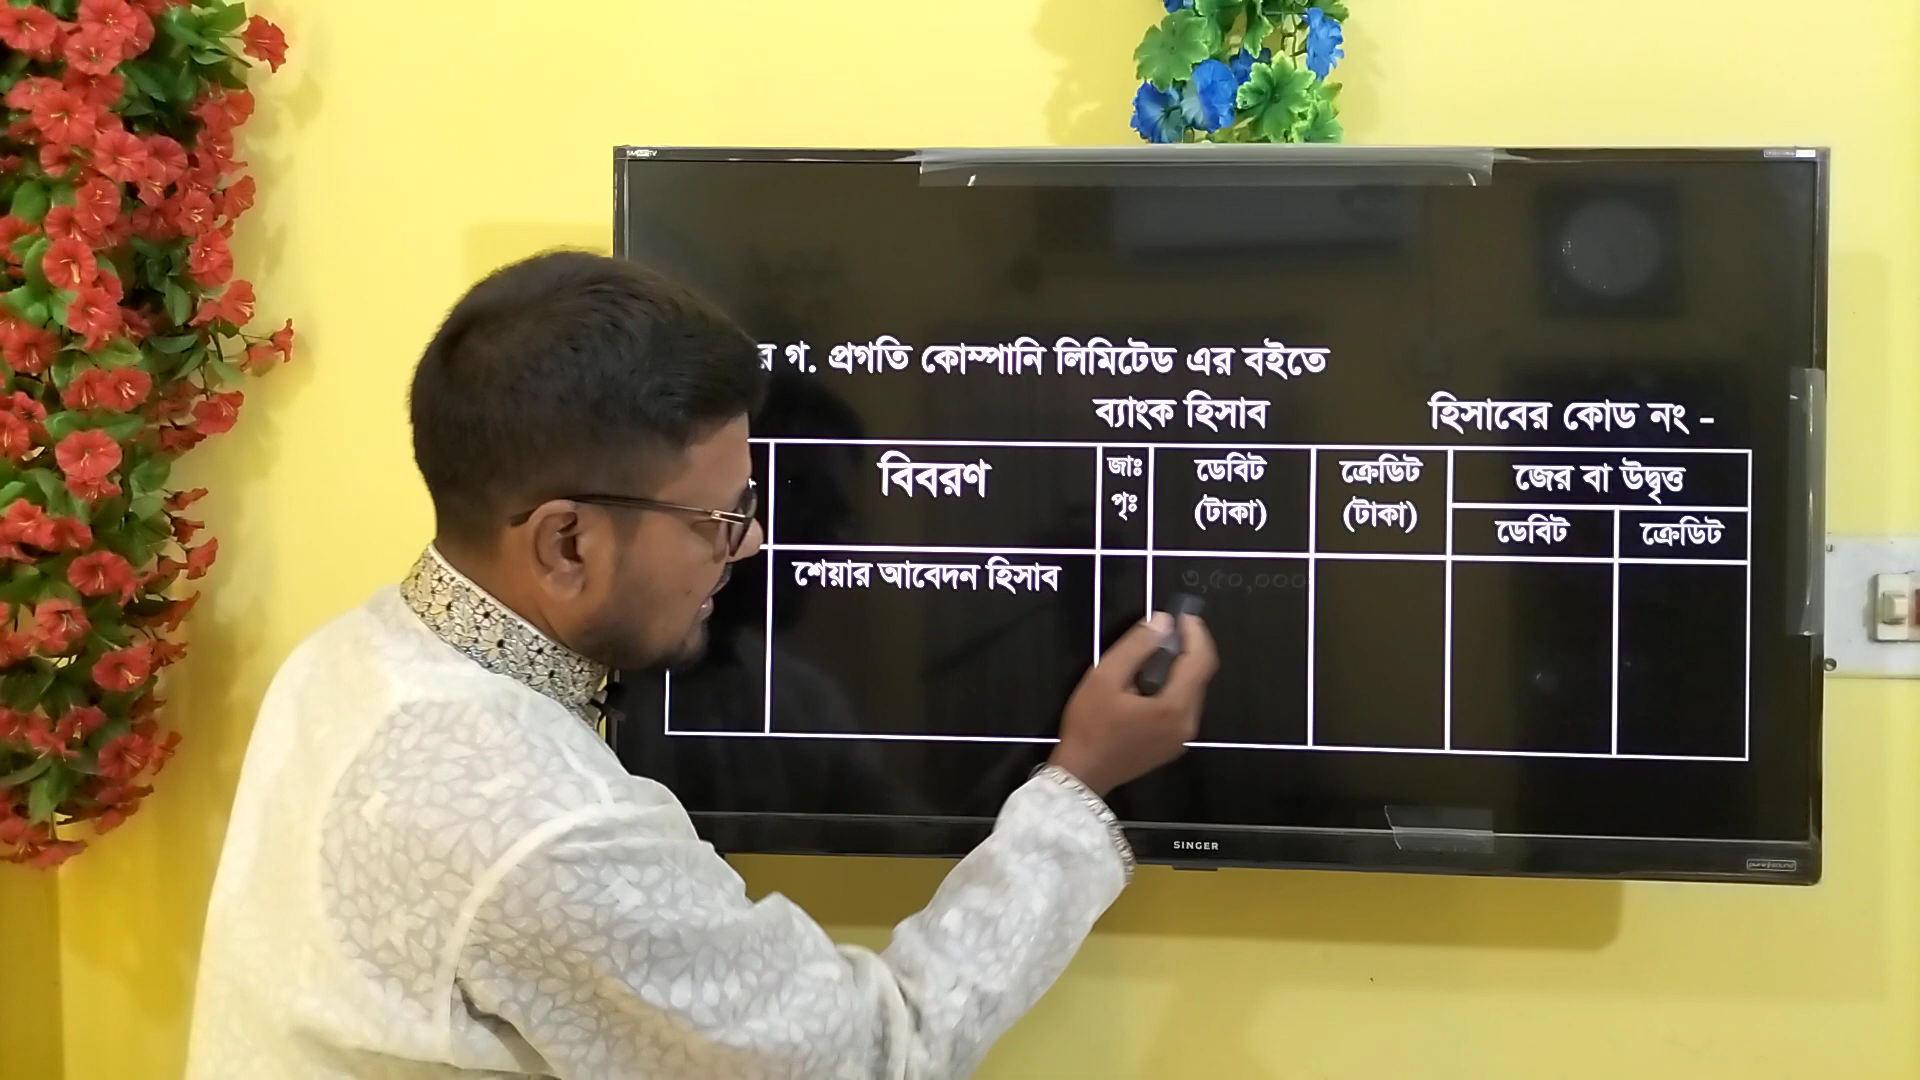 র গ. প্রগতি কোম্পানি লিমিটেড এর বইতে
ব্যাংক হিসাব
হিসাবের কোড নং -
বিবরণ
জাঃ
পৃঃ
ডেবিট
(টাকা)
ক্রেডিট
(টাকা)
জের বা উদ্বৃত্ত
ডেবিট
ক্রেডিট
শেয়ার আবেদন হিসাব
৩,৫০,০০০
SINGER